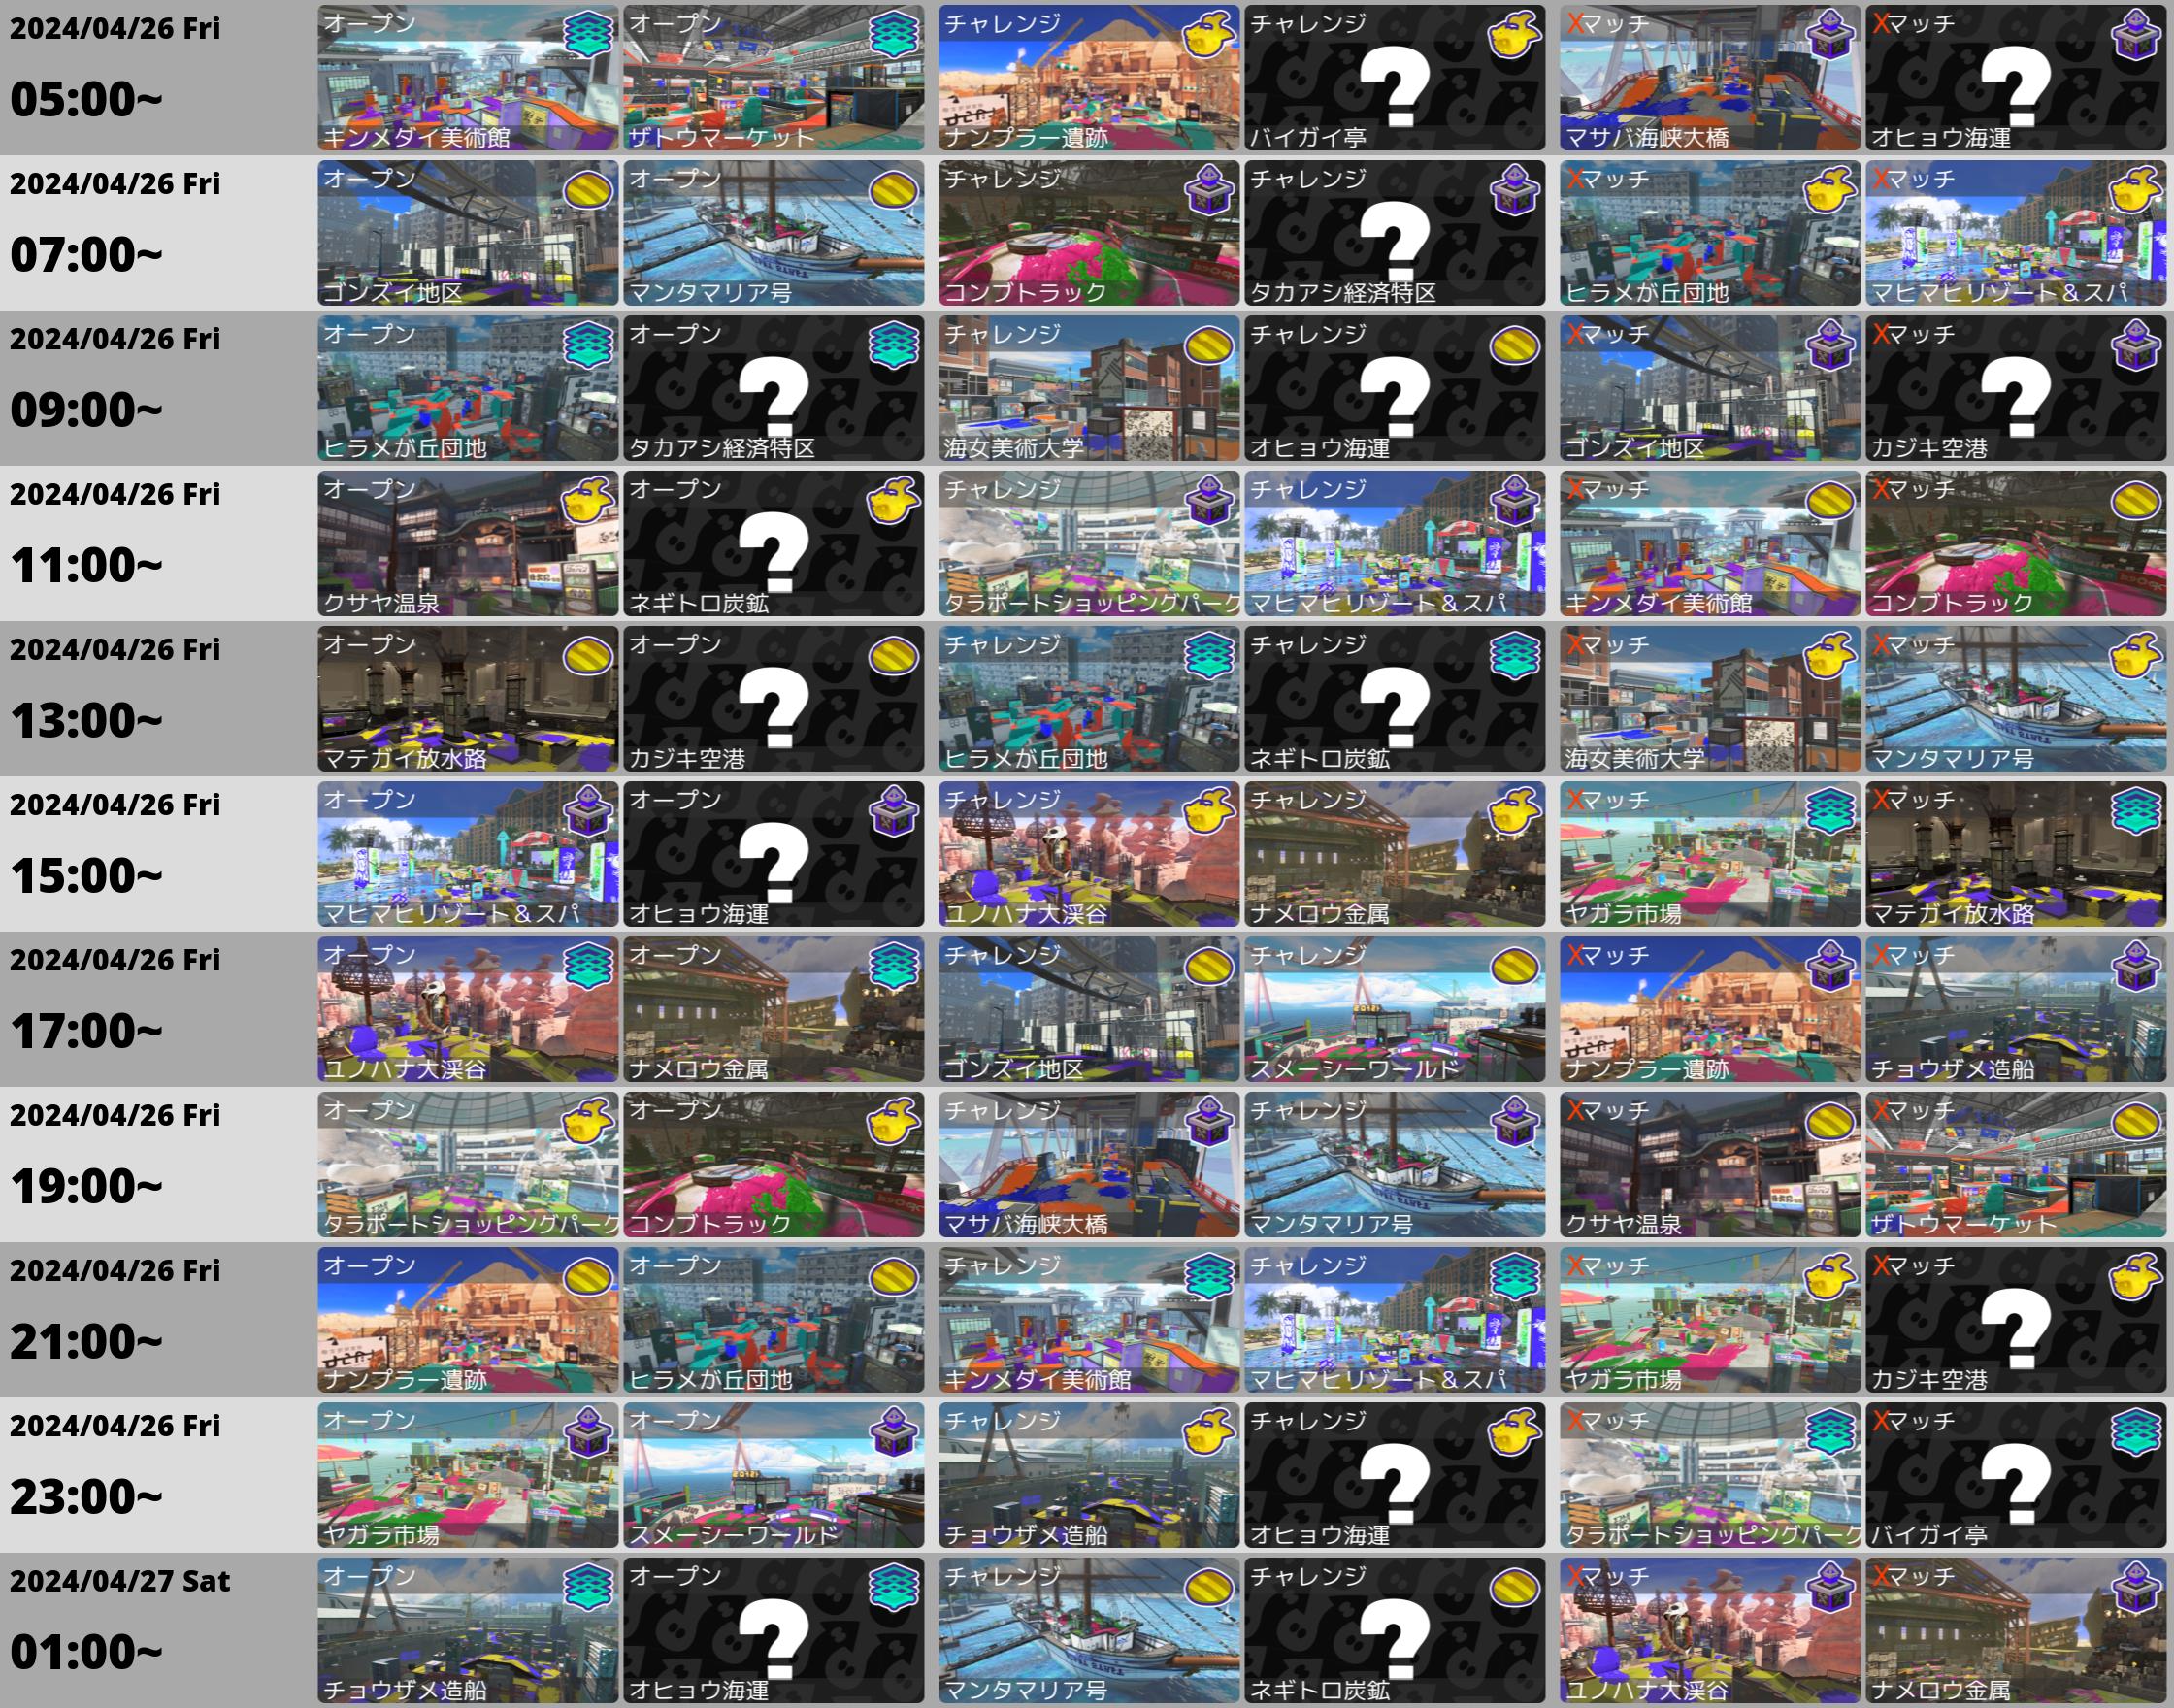 2024/04/26 Fri
05:00~
オープン
キンメダイ美術館
オープン
ザトウマーケット
チャレンジ
ナンプラー遺跡
チャレンジ
?
バイガイ亭
Xマッチ
マサバ海峡大橋
Xマッチ
?
オヒョウ海運
2024/04/26 Fri
07:00~
オープン
ゴンズイ地区
オープン
マンタマリア号
チャレンジ
コンブトラック
チャレンジ
?
タカアシ経済特区
Xマッチ
ヒラメが丘団地
Xマッチ
マヒマヒリゾート&スパ
2024/04/26 Fri
09:00~
オープン
ヒラメが丘団地
オープン
?
タカアシ経済特区
チャレンジ
海女美術大学
チャレンジ
?
オヒョウ海運
Xマッチ
ゴンズイ地区
Xマッチ
?
カジキ空港
2024/04/26 Fri
11:00~
オープン
クサヤ温泉
オープン
?
ネギトロ炭鉱
チャレンジ
タラポートショッピングパーク
チャレンジ
マヒマヒリゾート&スパ
Xマッチ
キンメダイ美術館
Xマッチ
コンブトラック
2024/04/26 Fri
13:00~
オープン
マテガイ放水路
オープン
?
カジキ空港
チャレンジ
ヒラメが丘団地
チャレンジ
?
ネギトロ炭鉱
Xマッチ
海女美術大学
Xマッチ
マンタマリア号
2024/04/26 Fri
15:00~
オープン
マヒマヒリゾート&スパ
オープン
?
オヒョウ海運
チャレンジ
ユノハナ大渓谷
チャレンジ
ナメロウ金属
Xマッチ
ヤガラ市場
Xマッチ
マテガイ放水路
2024/04/26 Fri
17:00~
オープン
ユノハナ大渓谷
オープン
ナメロウ金属
チャレンジ
ゴンズイ地区
チャレンジ
スメーシーワールド
Xマッチ
ナンプラー遺跡
Xマッチ
チョウザメ造船
2024/04/26 Fri
19:00~
オープン
タラポートショッピングパーク
オープン
コンブトラック
チャレンジ
マサバ海峡大橋
チャレンジ
マンタマリア号
Xマッチ
クサヤ温泉
Xマッチ
ザトウマーケット
2024/04/26 Fri
21:00~
オープン
ナンプラー遺跡
オープン
ヒラメが丘団地
チャレンジ
キンメダイ美術館
チャレンジ
マヒマヒリゾート&スパ
Xマッチ
ヤガラ市場
Xマッチ
?
カジキ空港
2024/04/26 Fri
23:00~
オープン
ヤガラ市場
オープン
スメーシーワールド
チャレンジ
チョウザメ造船
チャレンジ
?
オヒョウ海運
Xマッチ
タラポートショッピングパーク
Xマッチ
?
バイガイ亭
2024/04/27 Sat
01:00~
オープン
チョウザメ造船
オープン
?
オヒョウ海運
チャレンジ
マンタマリア号
チャレンジ
?
ネギトロ炭鉱
Xマッチ
ユノハナ大渓谷
Xマッチ
ナメロウ金属